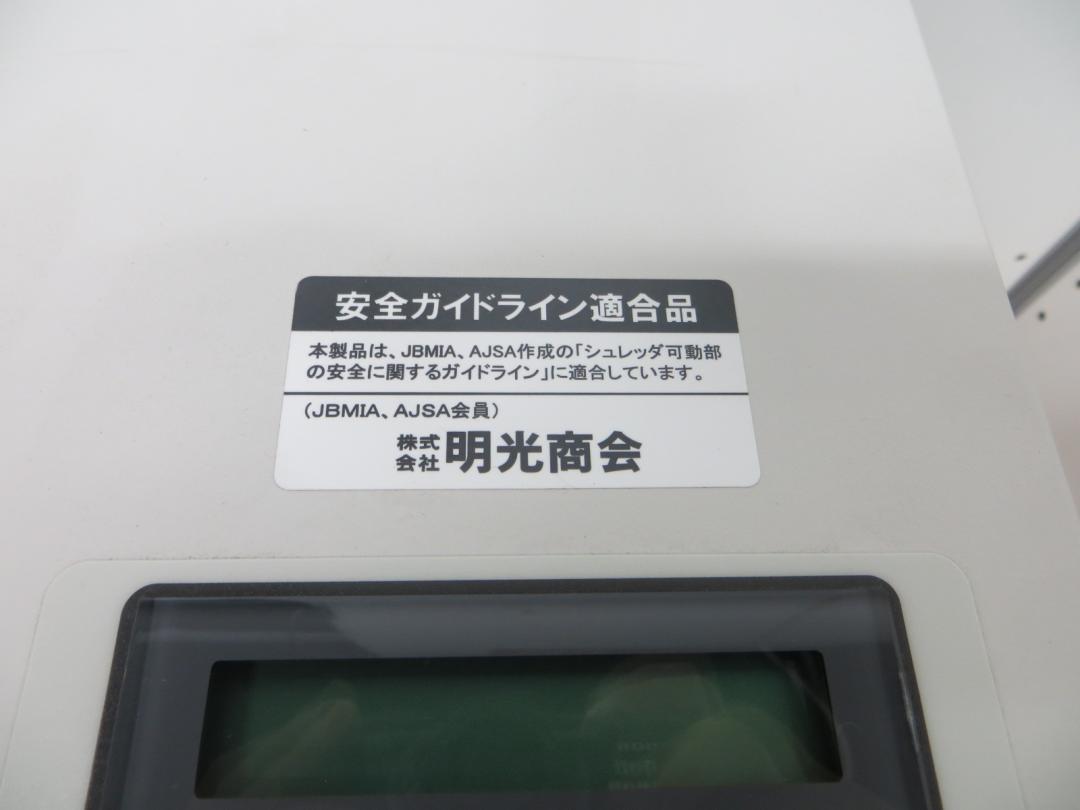 安全ガイドライン適合品
本製品は、JBMIA、AJSA作成の「シュレッダ可動部
の安全に関するガイドライン」に適合しています。
(JBMIA、AJSA会員)
株式
会社 明光商会